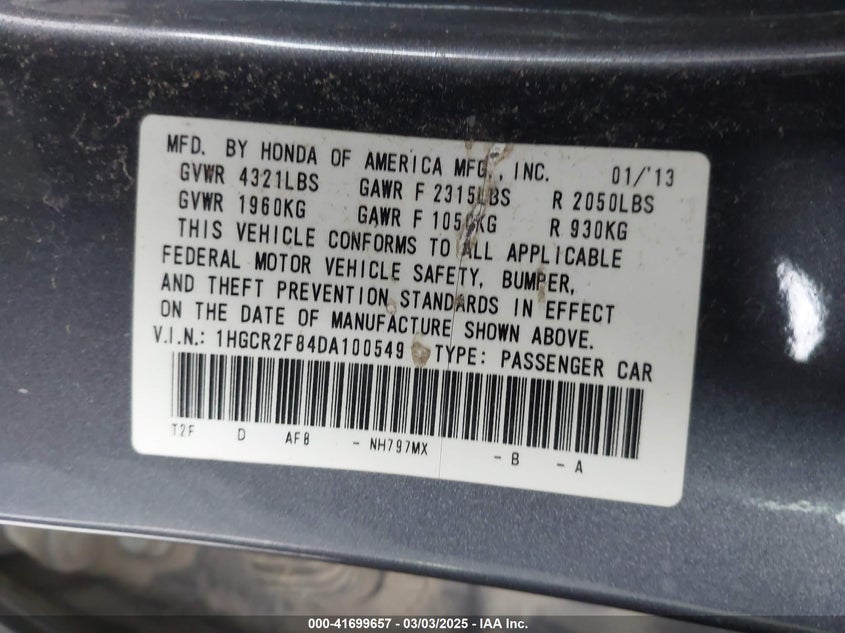 MFD. BY HONDA OF AMERICA MFG., INC. 01/'13
GVWR 4321LBS GAWR F 2315LBS R 2050LBS
GVWR 1960KG GAWR F 1050KG R 930KG
THIS VEHICLE CONFORMS TO ALL APPLICABLE
FEDERAL MOTOR VEHICLE SAFETY, BUMPER,
AND THEFT PREVENTION STANDARDS IN EFFECT
ON THE DATE OF MANUFACTURE SHOWN ABOVE.
V.I.N.: 1HGCR2F84DA100549 TYPE: PASSENGER CAR
T2F D AF8 - NH797MX - B - A
000-41699657 - 03/03/2025 - IAA Inc.